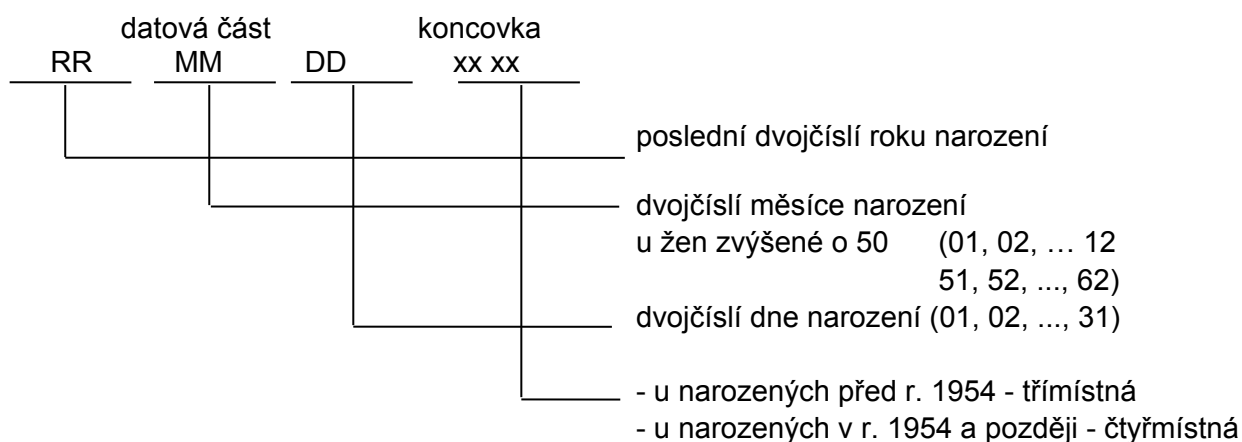 datová část koncovka
RR MM DD xx xx
poslední dvojčíslí roku narození
dvojčíslí měsíce narození
u žen zvýšené o 50 (01, 02, … 12
51, 52, ..., 62)
dvojčíslí dne narození (01, 02, ..., 31)
- u narozených před r. 1954 - třímístná
- u narozených v r. 1954 a později - čtyřmístná